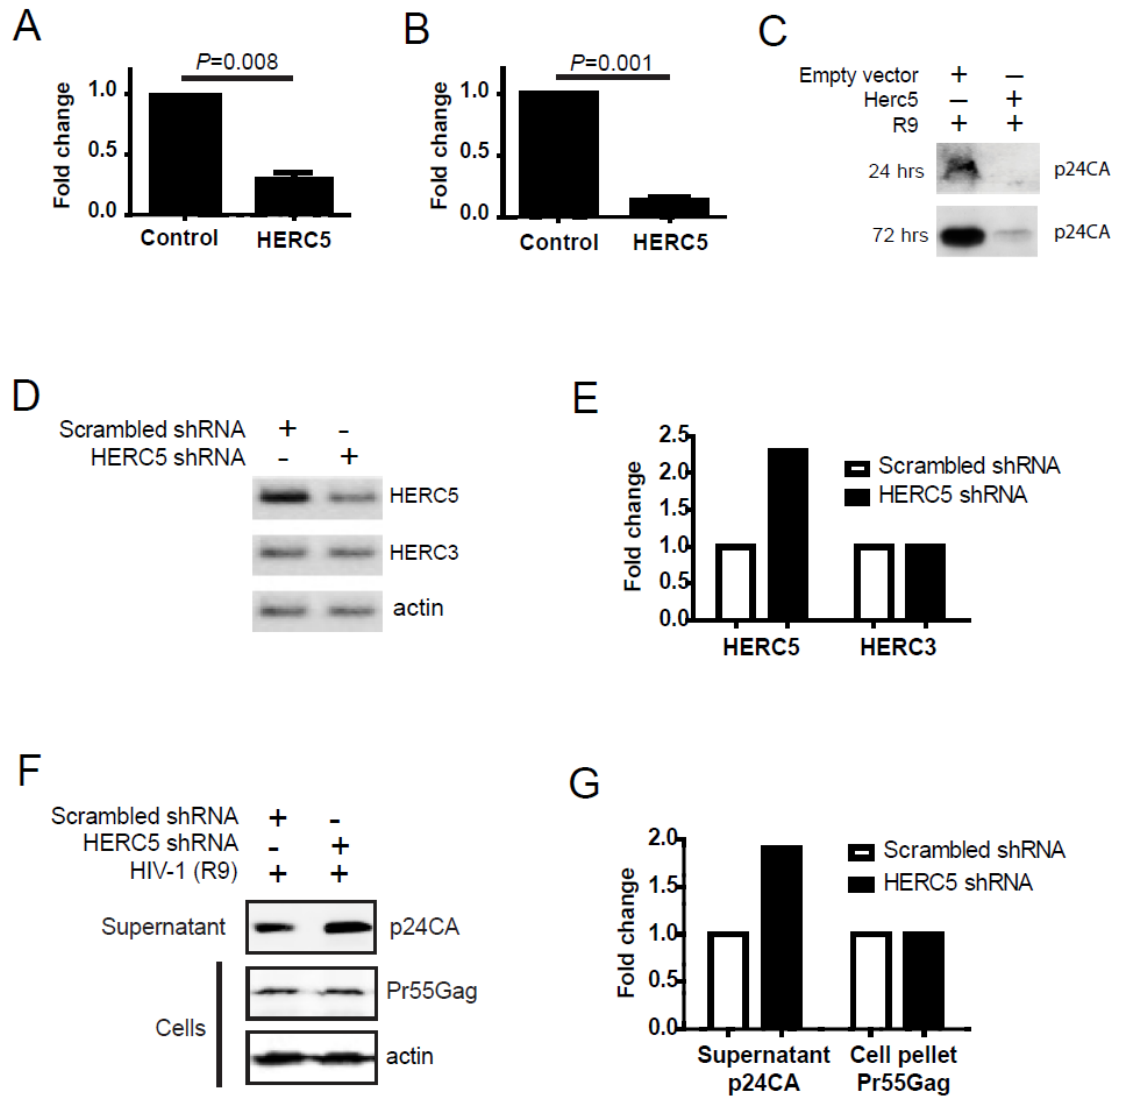 A
P=0.008
Fold change
1.0
0.5
0.0
Control HERC5
B
P=0.001
Fold change
1.0
0.5
0.0
Control HERC5
C
Empty vector + –
Herc5 – +
R9 + +
24 hrs p24CA
72 hrs p24CA
D
Scrambled shRNA + -
HERC5 shRNA - +
HERC5
HERC3
actin
E
Fold change
2.5
2.0
1.5
1.0
0.5
0.0
HERC5 HERC3
Scrambled shRNA
HERC5 shRNA
F
Scrambled shRNA + -
HERC5 shRNA - +
HIV-1 (R9) + +
Supernatant p24CA
Pr55Gag
Cells
actin
G
Fold change
2.0
1.5
1.0
0.5
0.0
Scrambled shRNA
HERC5 shRNA
Supernatant Cell pellet
p24CA Pr55Gag